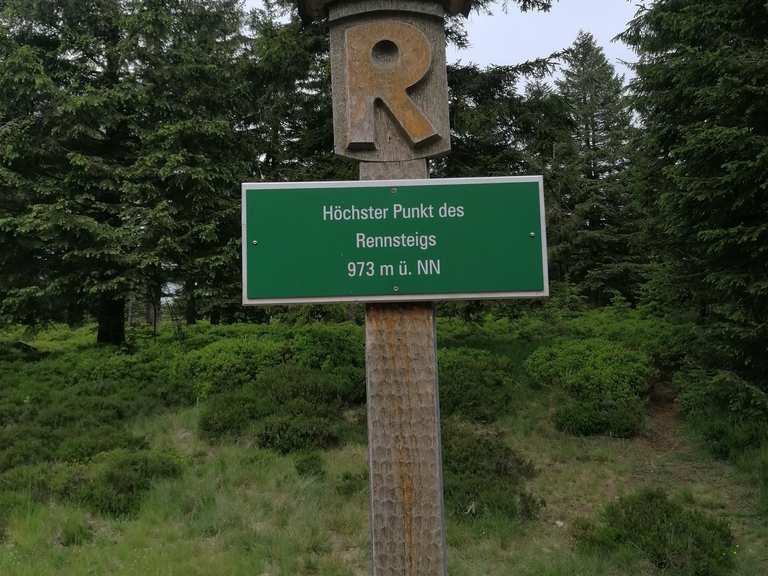 R
Höchster Punkt des
Rennsteigs
973 m ü. NN